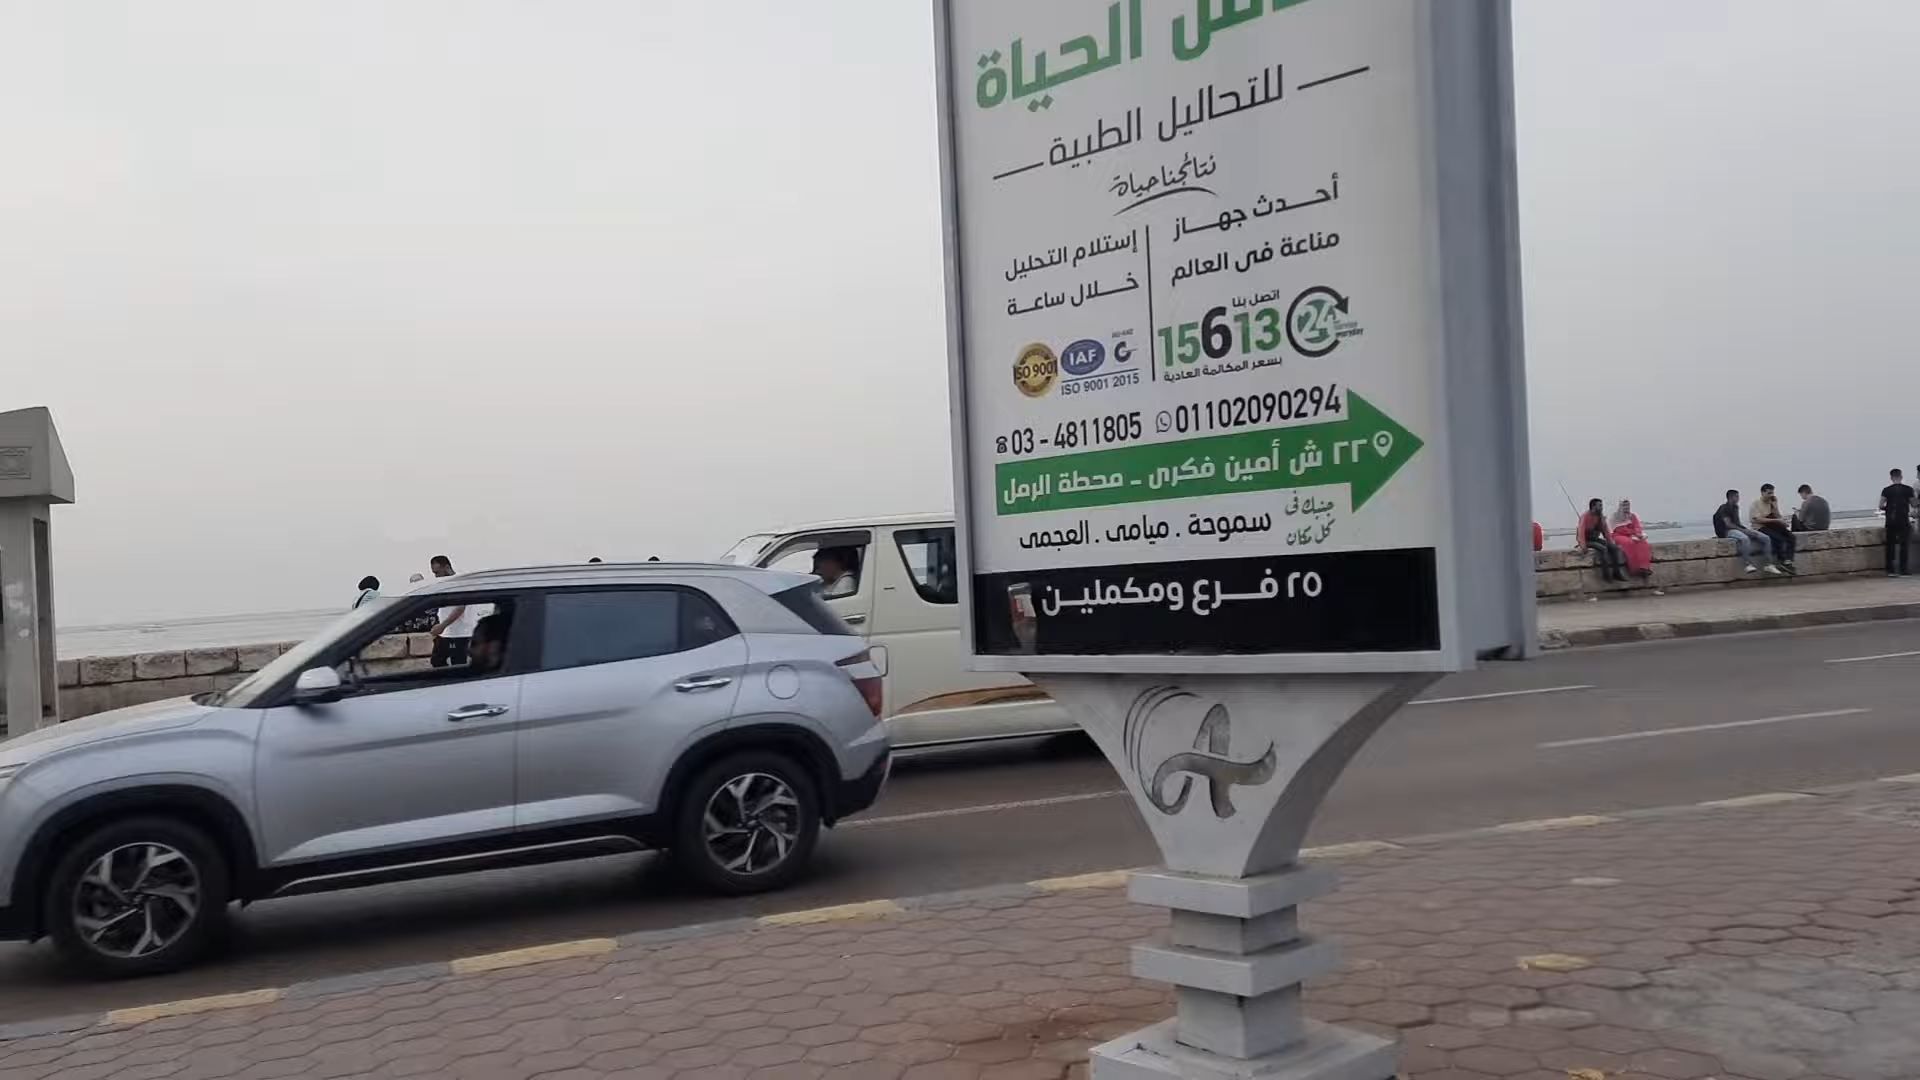 الحياة
للتحاليل الطبية
نتائجنا حياة
أحدث جهاز
مناعة فى العالم
إستلام التحليل
خلال ساعة
اتصل بنا
15613
بسعر المكالمة العادية
24
ISO 9001
IAF
ISO 9001 2015
03 - 4811805
01102090294
٢٢ ش أمين فكرى - محطة الرمل
جنبك فى
كل مكان
سموحة . ميامى . العجمى
٢٥ فرع ومكملين